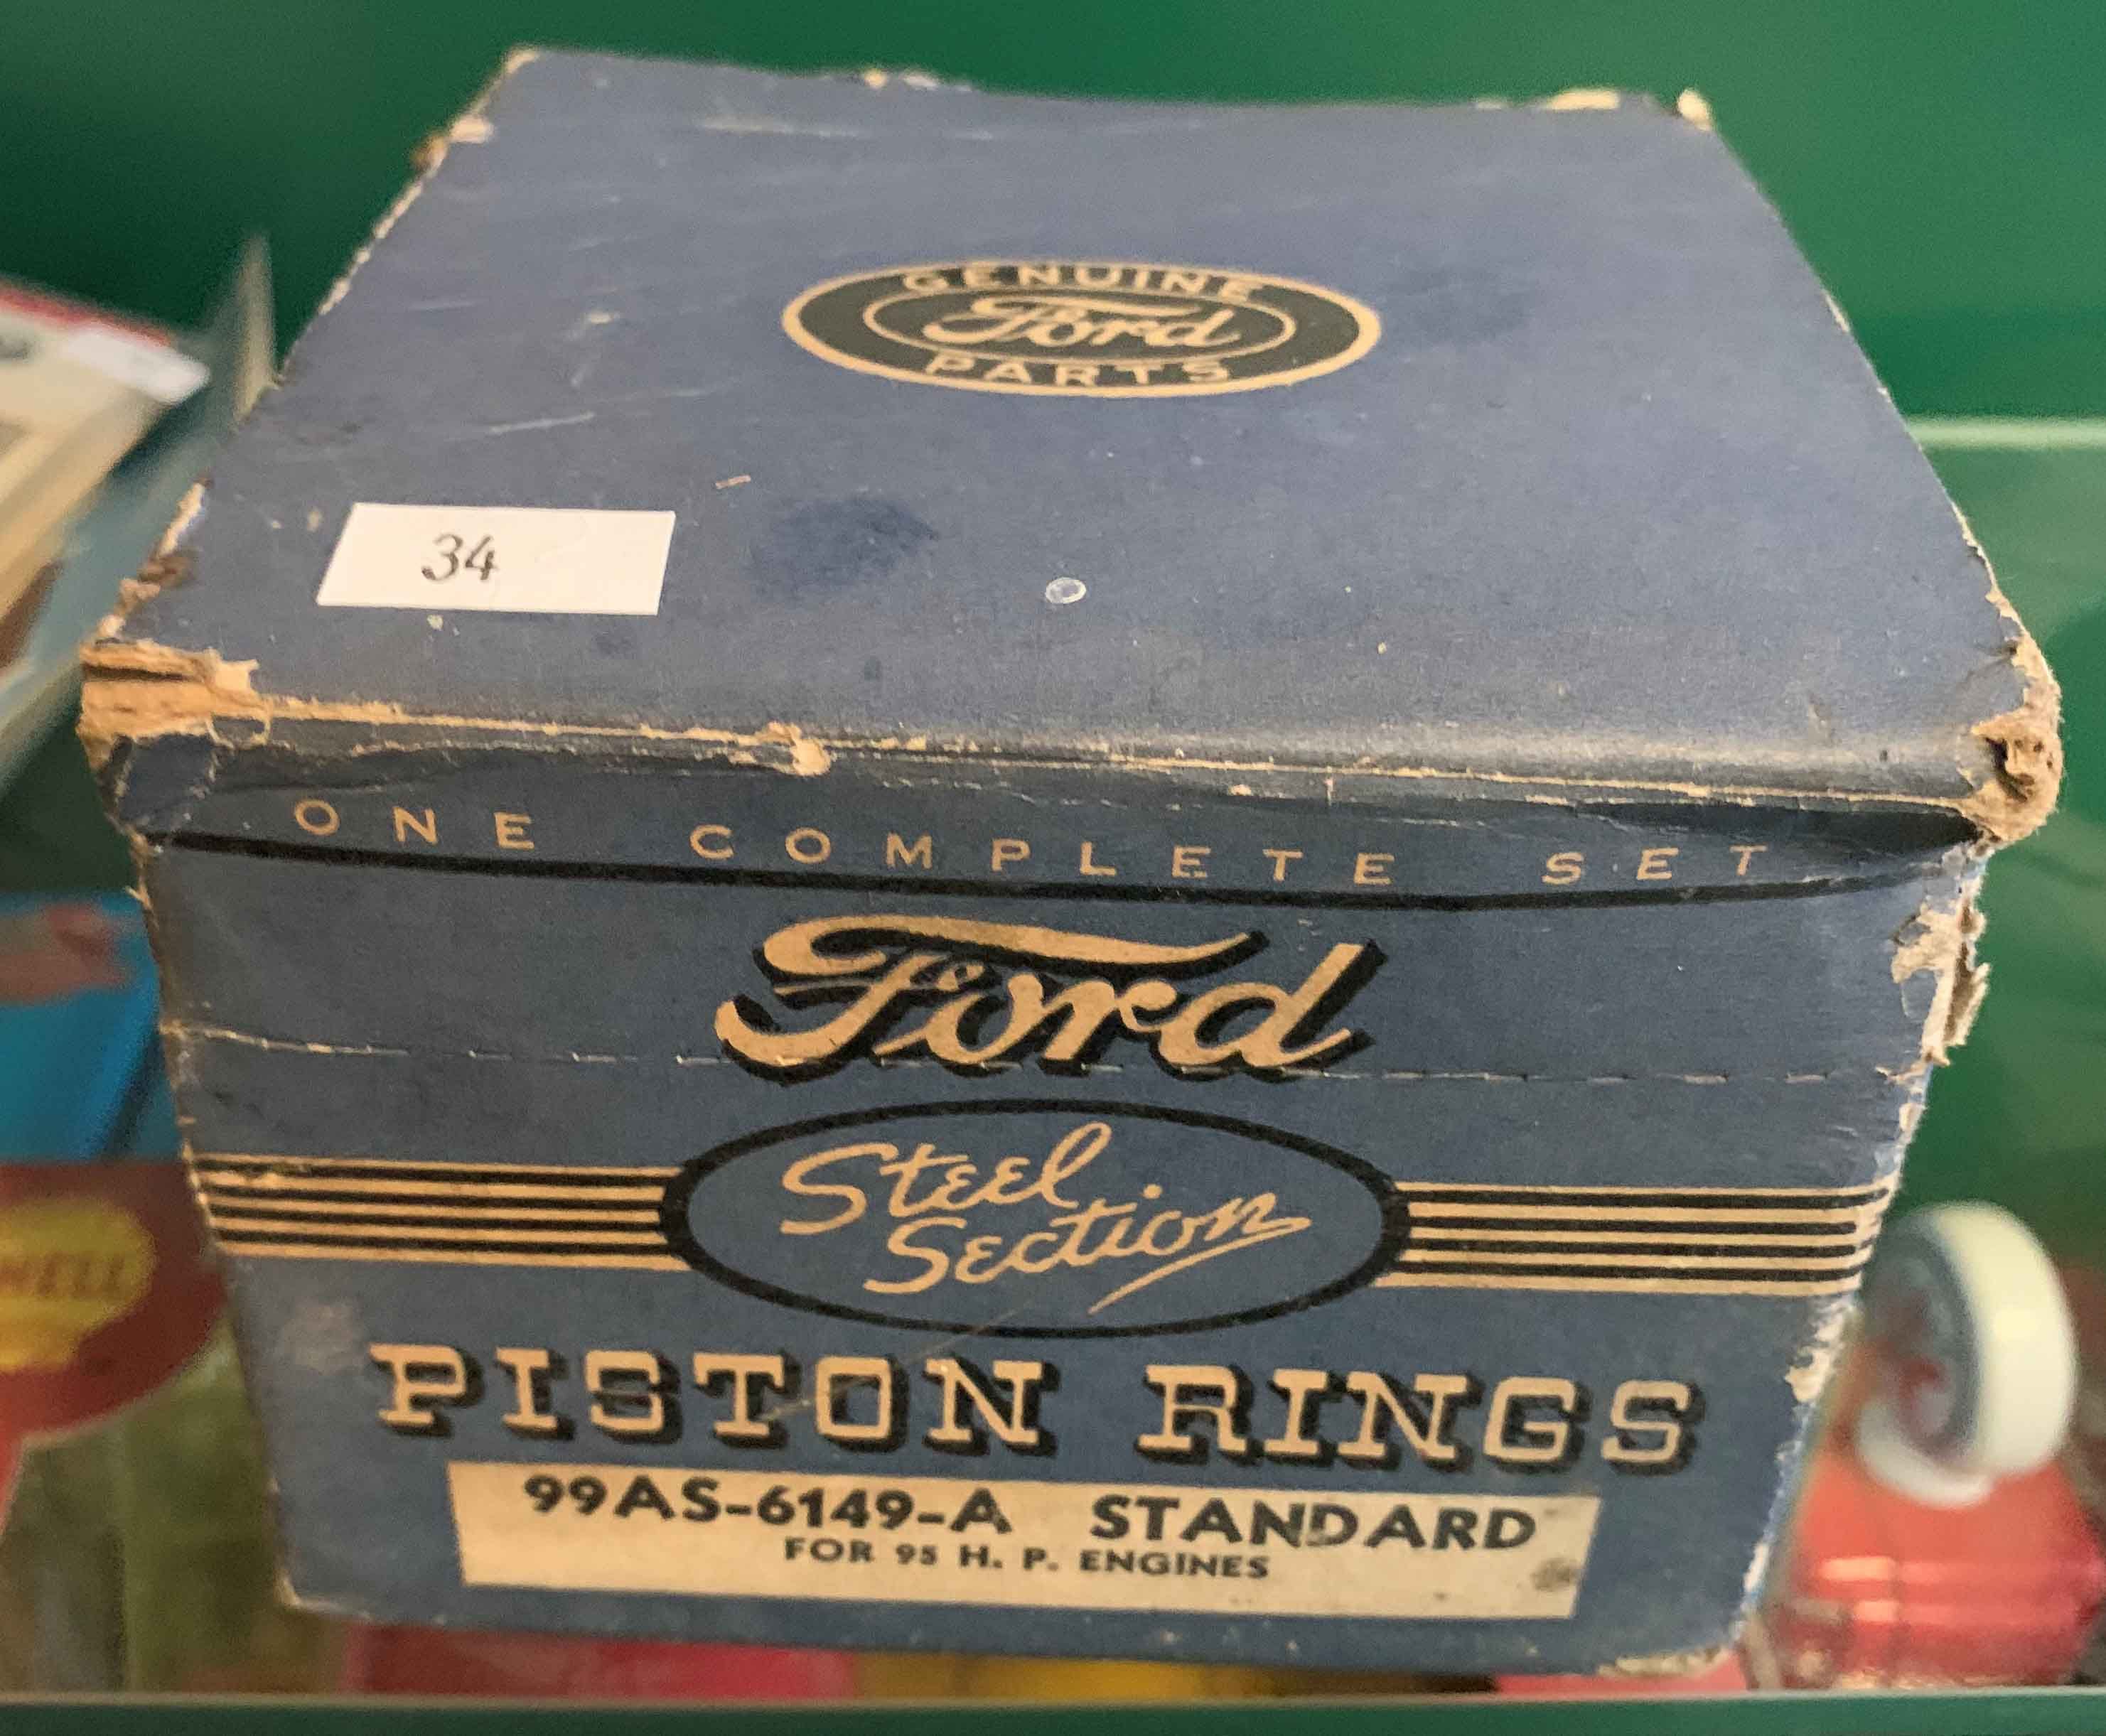 GENUINE
Ford
PARTS
34
ONE COMPLETE SET
Ford
Steel
Section
PISTON RINGS
99AS-6149-A STANDARD
FOR 95 H. P. ENGINES